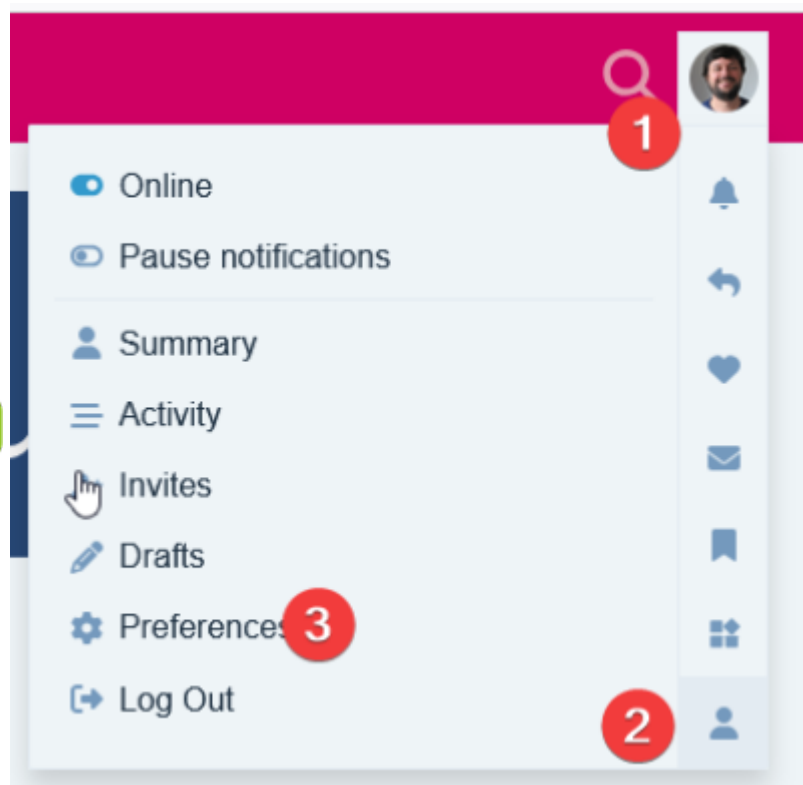 1
Online
Pause notifications
Summary
Activity
Invites
Drafts
Preferences 3
Log Out
2